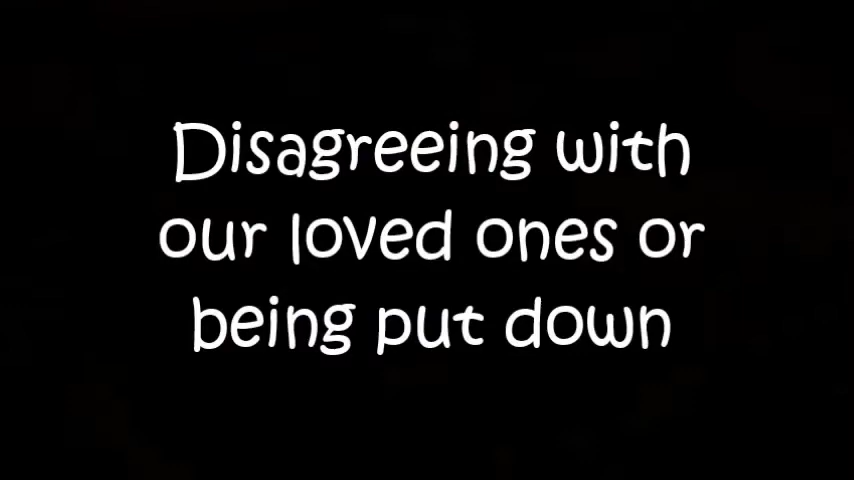 Disagreeing with
our loved ones or
being put down